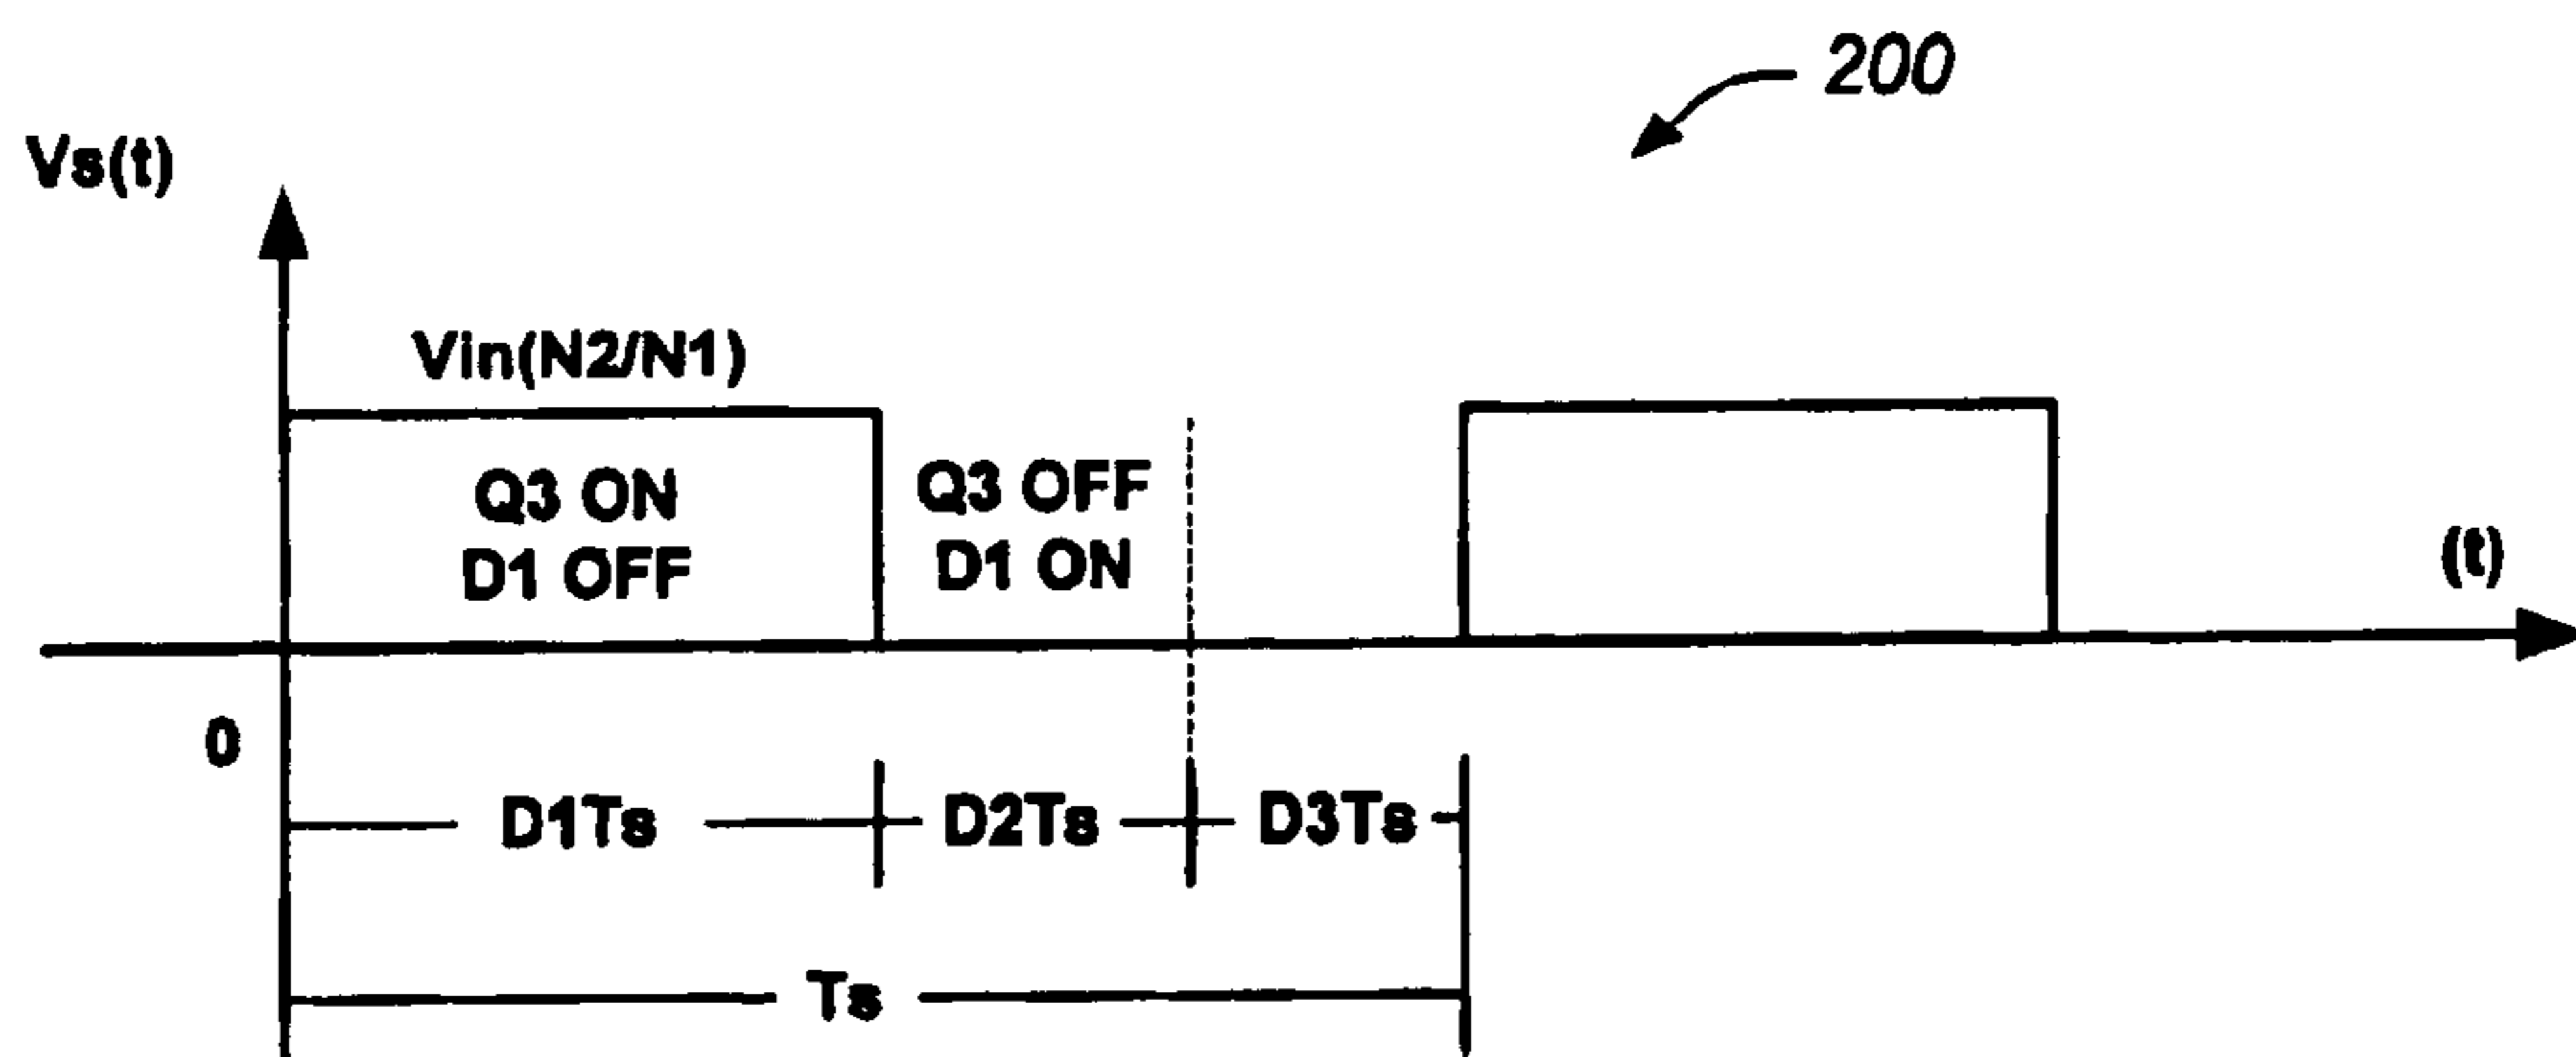 200
Vs(t)
Vin(N2/N1)
Q3 ON
D1 OFF
Q3 OFF
D1 ON
(t)
0
D1Ts
D2Ts
D3Ts
Ts